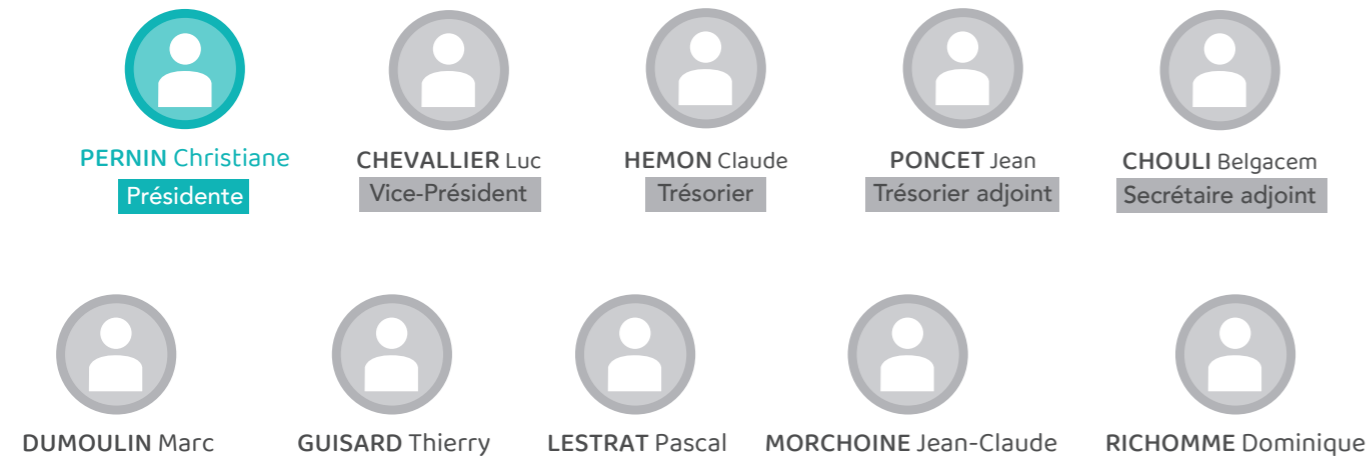 PERNIN Christiane
Présidente
CHEVALLIER Luc
Vice-Président
HEMON Claude
Trésorier
PONCET Jean
Trésorier adjoint
CHOULI Belgacem
Secrétaire adjoint
DUMOULIN Marc
GUISARD Thierry
LESTRAT Pascal
MORCHOINE Jean-Claude
RICHOMME Dominique